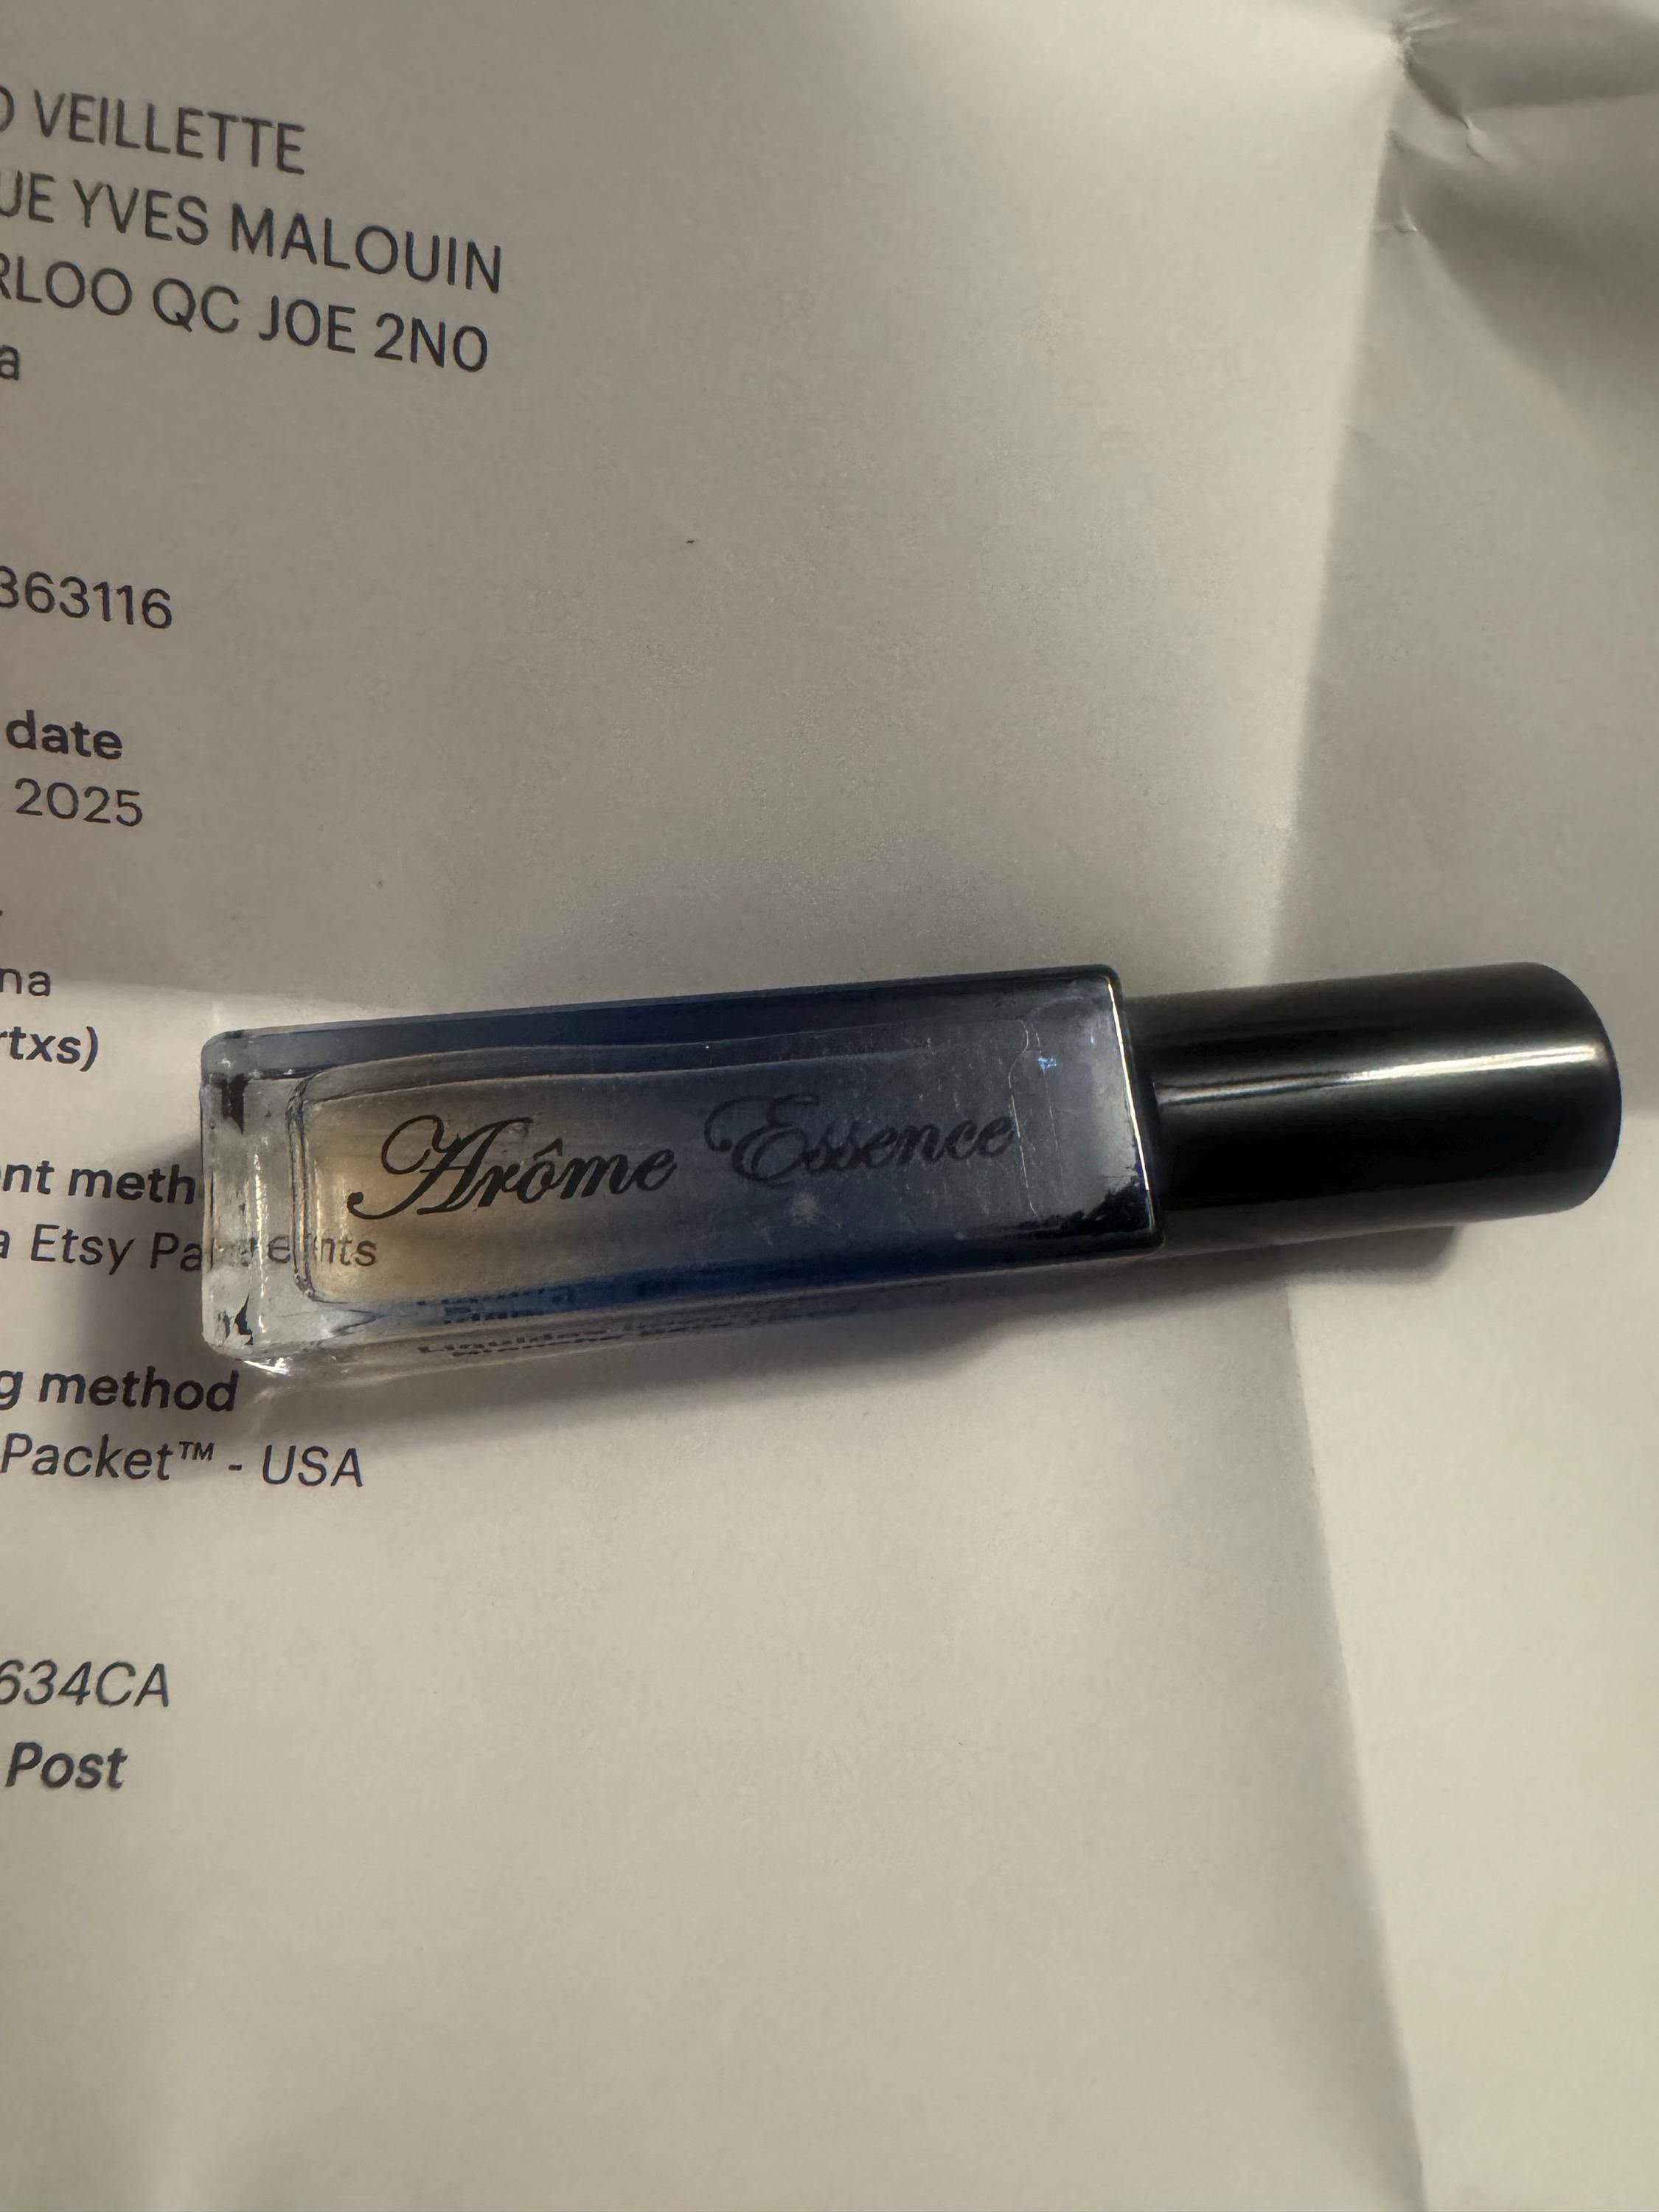 VEILLETTE
UE YVES MALOUIN
RLOO QC J0E 2N0
a
363116
date
2025
na
rtxs)
nt meth
a Etsy Pa
nts
Arôme Essence
g method
Packet™ - USA
634CA
Post